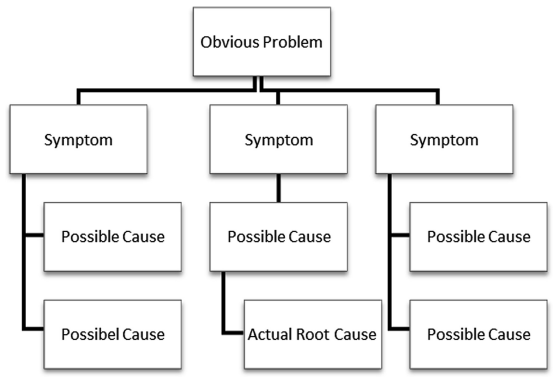 Obvious Problem
Symptom
Symptom
Symptom
Possible Cause
Possible Cause
Possible Cause
Possibel Cause
Actual Root Cause
Possible Cause